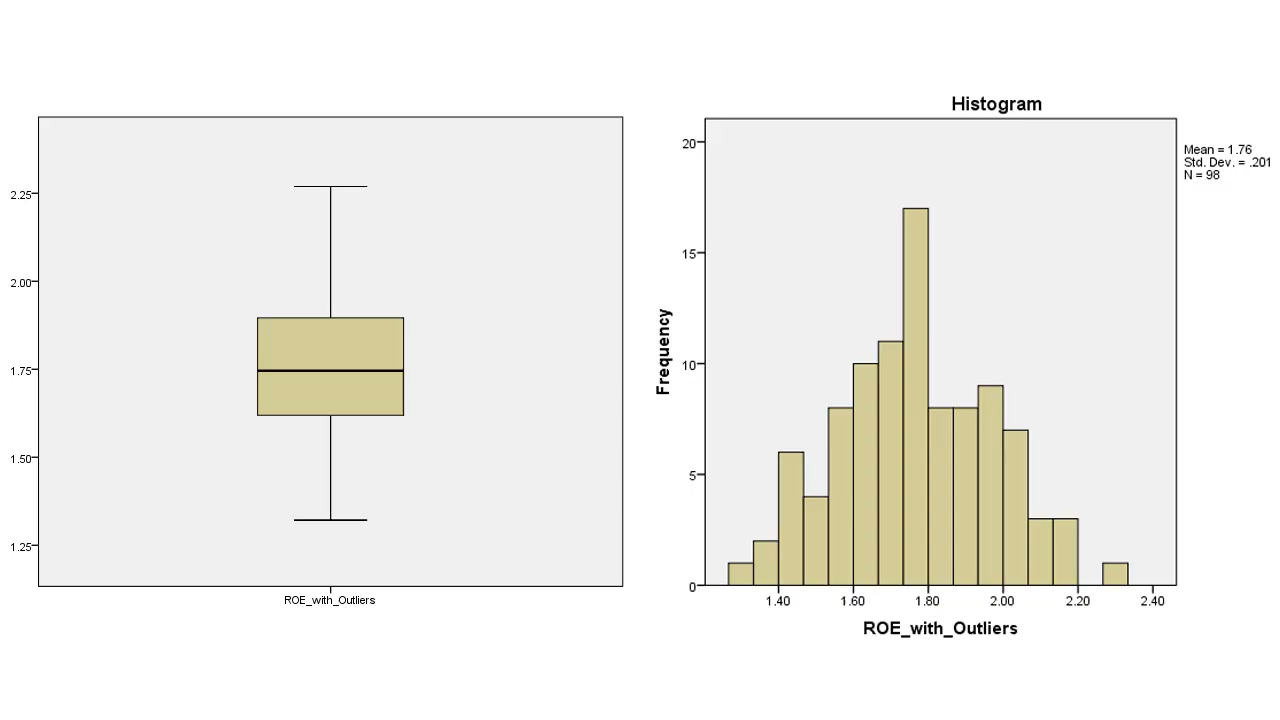 2.25
2.00
1.75
1.50
1.25
ROE_with_Outliers
Histogram
Mean = 1.76
Std. Dev. = .201
N = 98
Frequency
20
15
10
5
0
1.40 1.60 1.80 2.00 2.20 2.40
ROE_with_Outliers